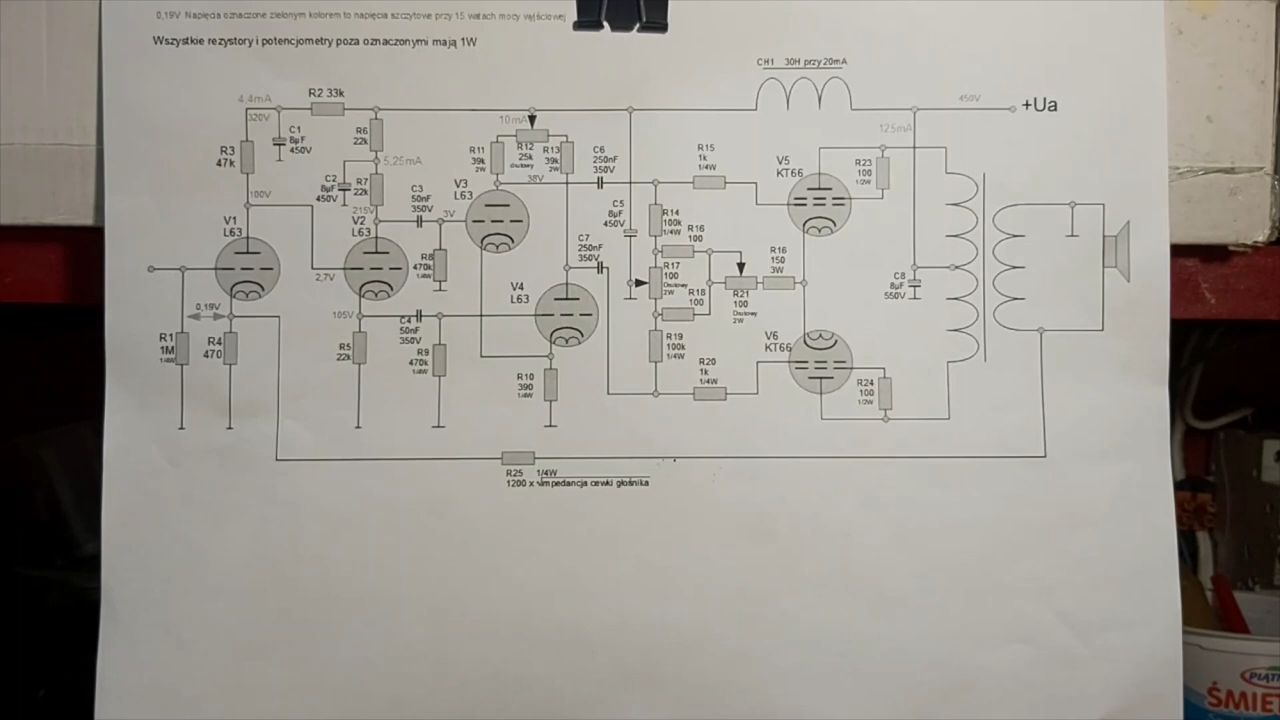 0,19V Napięcia oznaczone zielonym kolorem to napięcia szczytowe przy 15 watach mocy wyjściowej
Wszystkie rezystory i potencjometry poza oznaczonymi mają 1W
CH1 30H przy 20mA
4,4mA
R2 33k
320V
C1
8µF
450V
R6
22k
R3
47k
5,25mA
C2
8µF
450V
R7
22k
100V
215V
V1
L63
V2
L63
C3
50nF
350V
3V
V3
L63
10mA
R11
39k
2W
R12
25k
R13
39k
2W
38V
C6
250nF
350V
R15
1k
1/4W
V5
KT66
125mA
450V
+Ua
R23
100
1/2W
C5
8µF
450V
R14
100k
1/4W
R16
100
R8
470k
1/4W
C7
250nF
350V
2,7V
0,19V
R17
100
Drutowy
2W
R16
150
3W
R21
100
Drutowy
2W
R18
100
C8
8µF
550V
V4
L63
105V
C4
50nF
350V
R1
1M
1/4W
R4
470
R5
22k
R9
470k
1/4W
R10
390
1/4W
R19
100k
1/4W
R20
1k
1/4W
V6
KT66
R24
100
1/2W
R25 1/4W
1200 x √impedancja cewki głośnika
PIĄT
ŚMIE